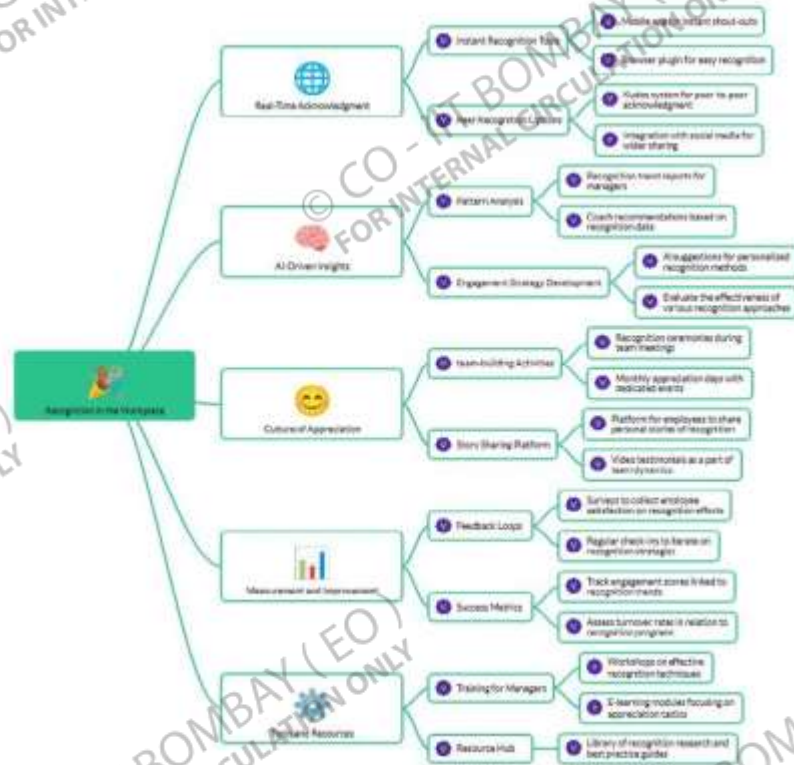 Recognition in the Workplace
Real-Time Acknowledgment
Instant Recognition Tools
Mobile app for instant shout-outs
Browser plugin for easy recognition
Peer Recognition
Kudos system for peer-to-peer
acknowledgment
Integration with social media for
wider sharing
AI-Driven Insights
Pattern Analysis
Recognition trend reports for
managers
Coach recommendations based on
recognition data
Engagement Strategy Development
AI suggestions for personalized
recognition methods
Evaluate the effectiveness of
various recognition approaches
Culture of Appreciation
Team-building Activities
Recognition ceremonies during
team meetings
Monthly appreciation days with
dedicated events
Story Sharing Platform
Platform for employees to share
personal stories of recognition
Video testimonials as a part of
team dynamics
Measurement and Improvement
Feedback Loops
Surveys to collect employee
satisfaction on recognition efforts
Regular check-ins to iterate on
recognition strategies
Success Metrics
Track engagement scores linked to
recognition trends
Assess turnover rates in relation to
recognition programs
Resources
Training for Managers
Workshops on effective
recognition techniques
E-learning modules focusing on
appreciation tactics
Resource Hub
Library of recognition research and
best practice guides
© CO - IIT BOMBAY
FOR INTERNAL CIRCULATION ON
BOMBAY (EO)